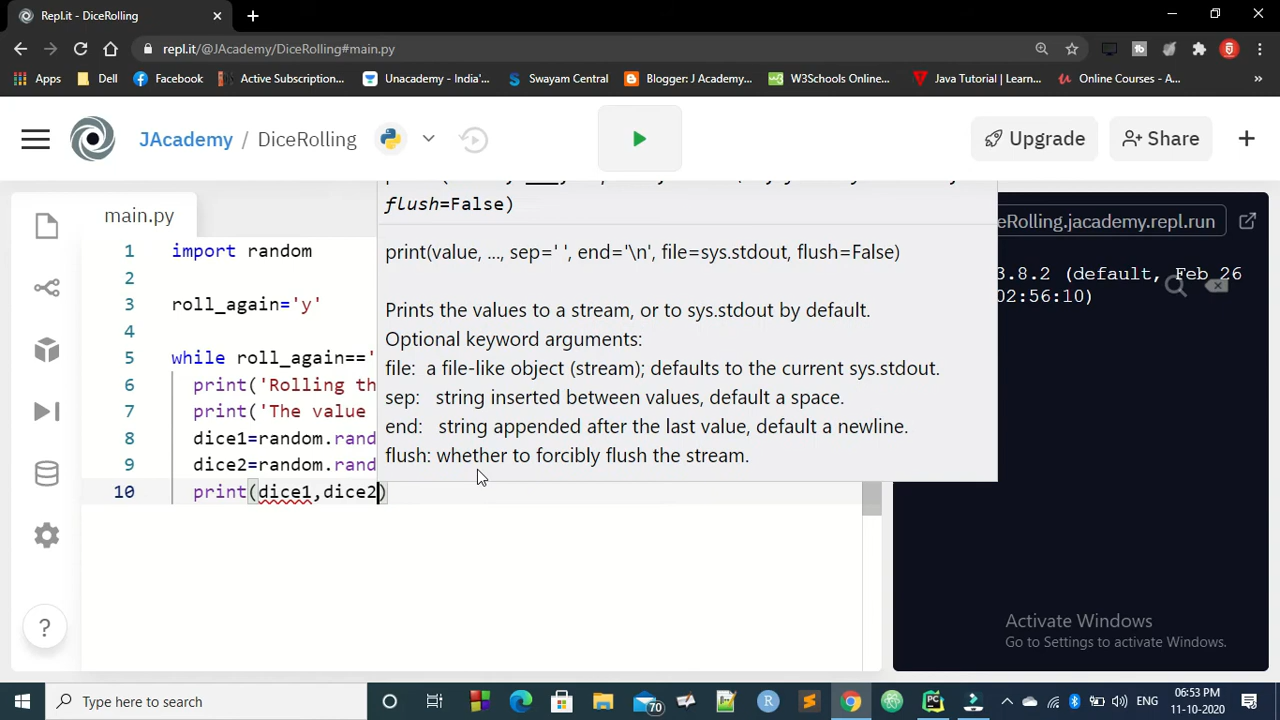 Repl.it - DiceRolling
repl.it/@JAcademy/DiceRolling#main.py
Apps Dell Facebook Active Subscription... Unacademy - India'... Swayam Central Blogger: J Academy... W3Schools Online... Java Tutorial | Learn... Online Courses - A... »
JAcademy / DiceRolling
Upgrade
Share
main.py
flush=False)
print(value, ..., sep=' ', end='\n', file=sys.stdout, flush=False)
Prints the values to a stream, or to sys.stdout by default.
Optional keyword arguments:
file: a file-like object (stream); defaults to the current sys.stdout.
sep: string inserted between values, default a space.
end: string appended after the last value, default a newline.
flush: whether to forcibly flush the stream.
1 import random
2
3 roll_again='y'
4
5 while roll_again=='
6 print('Rolling th
7 print('The value
8 dice1=random.rand
9 dice2=random.rand
10 print(dice1,dice2)
eRolling.jacademy.repl.run
3.8.2 (default, Feb 26
02:56:10)
Activate Windows
Go to Settings to activate Windows.
?
Type here to search
70
ENG
06:53 PM
11-10-2020